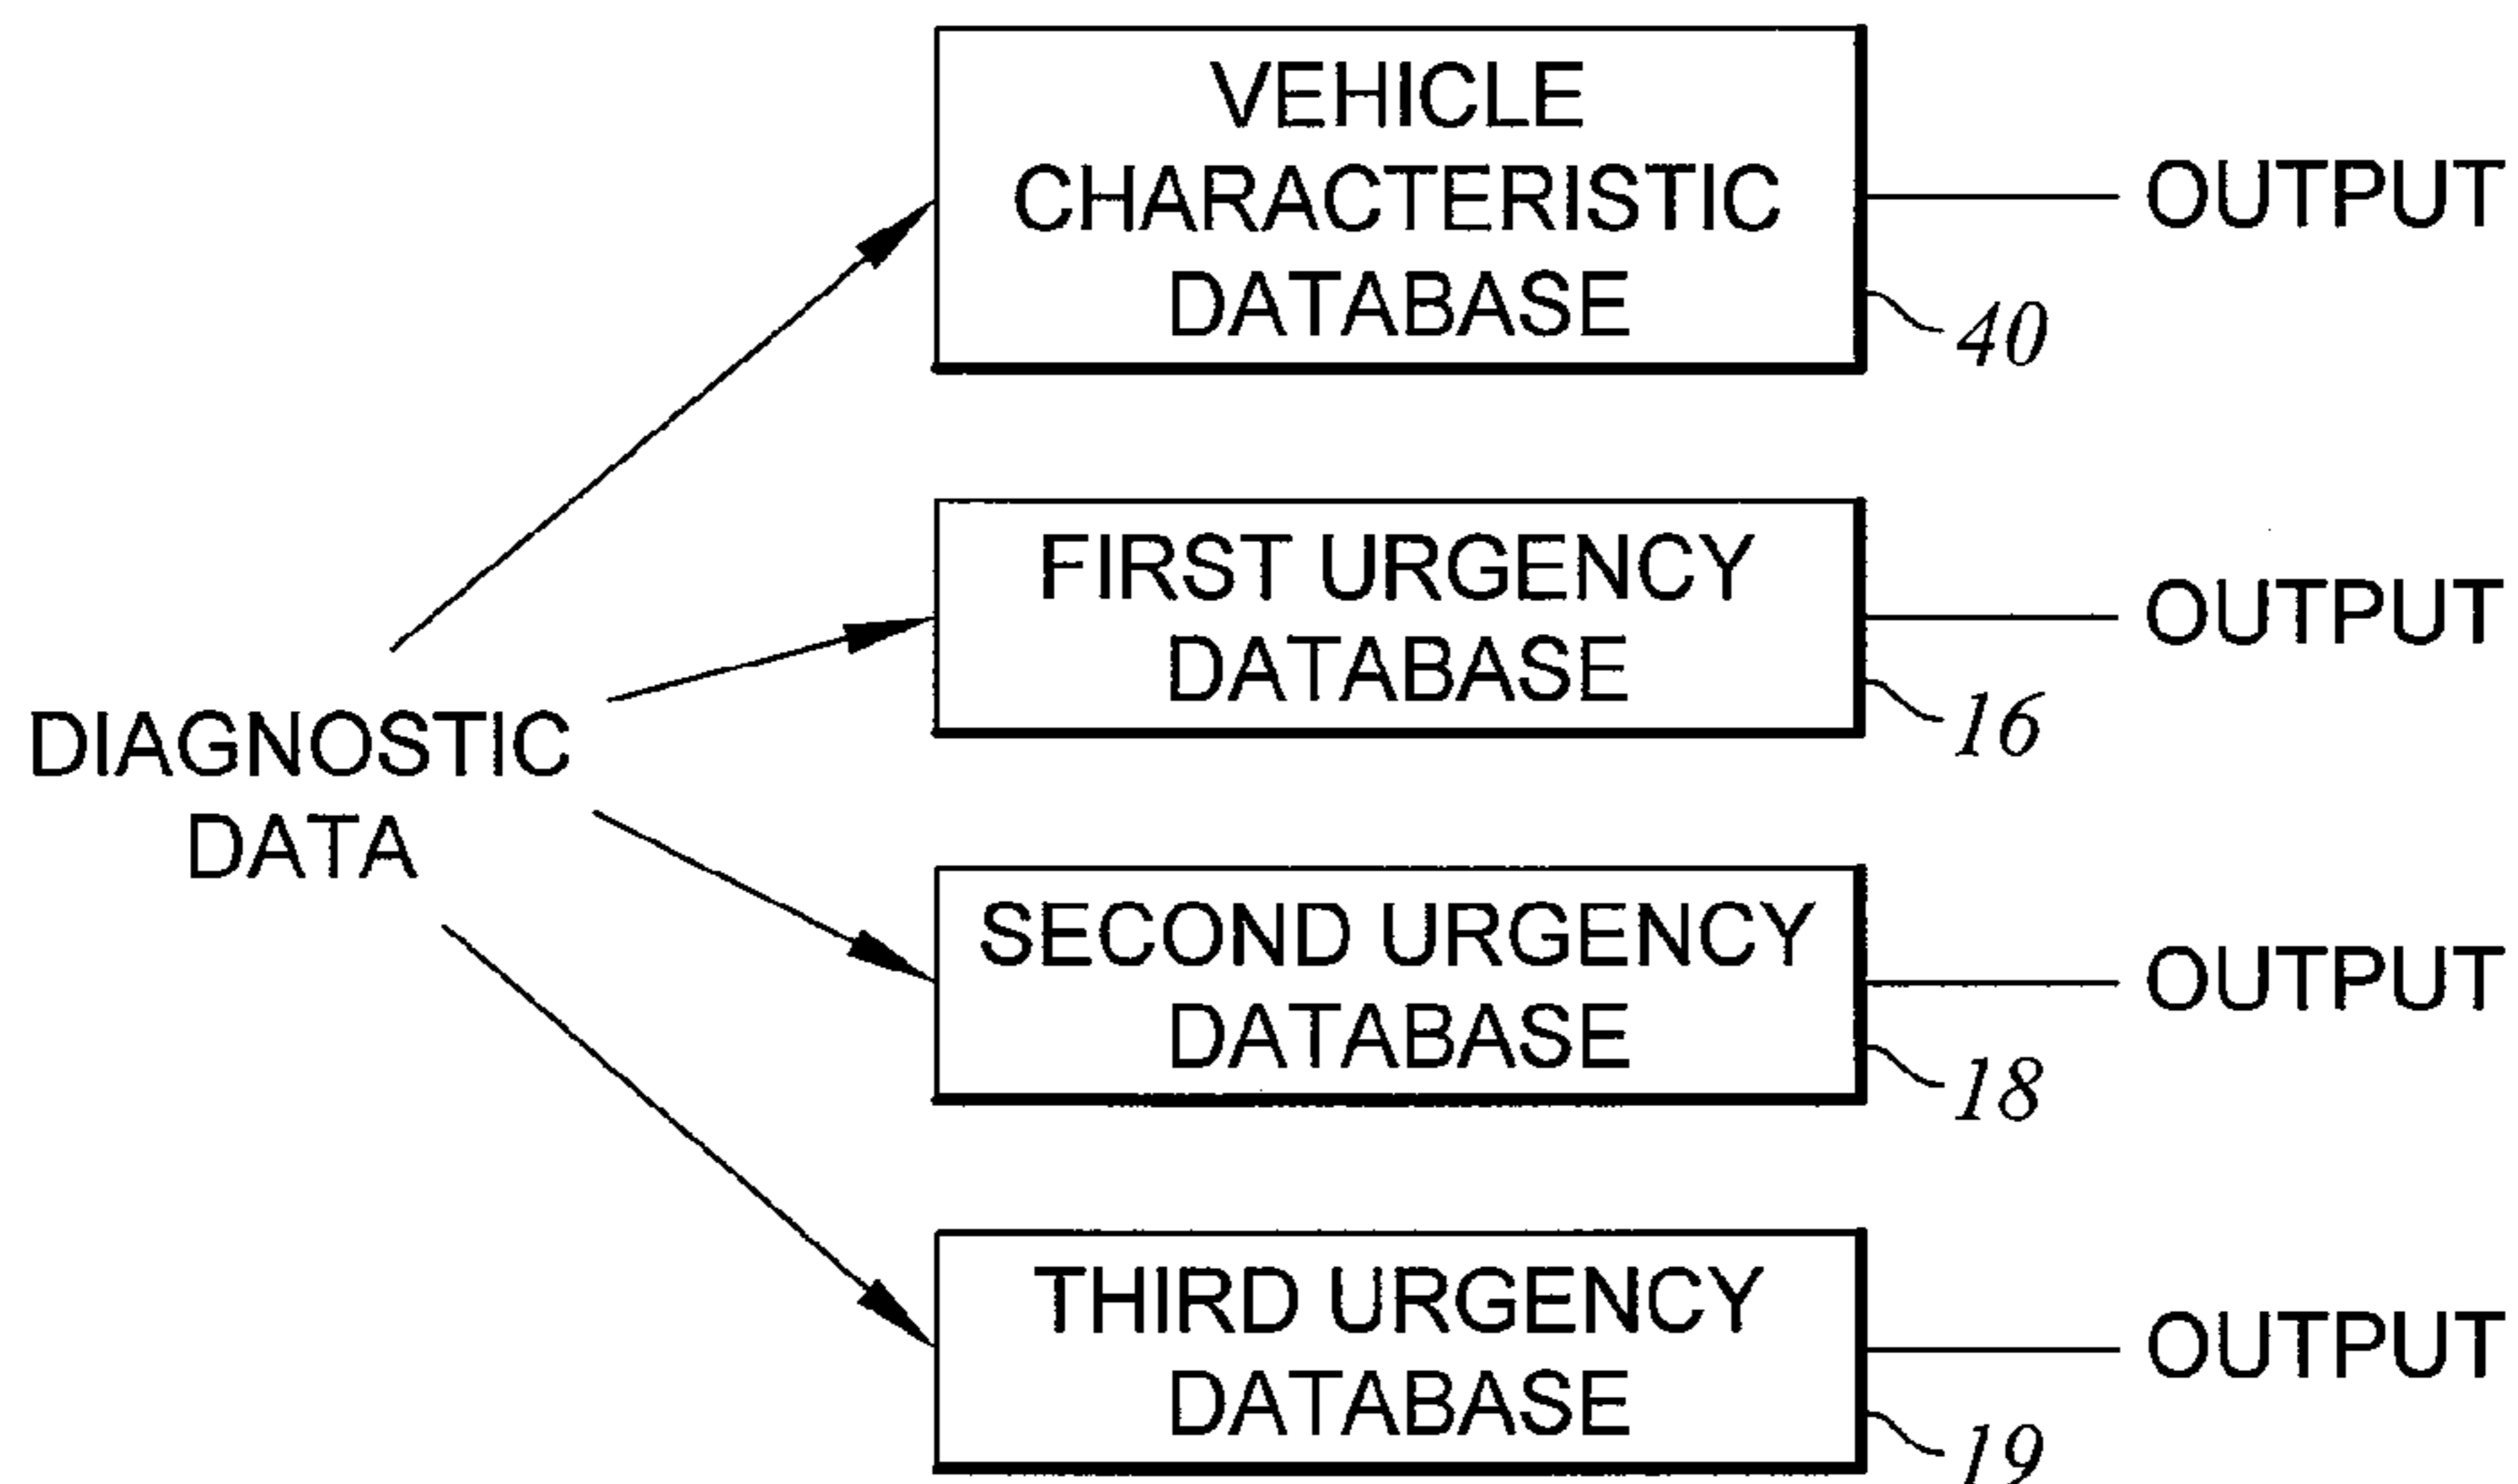 VEHICLE
CHARACTERISTIC
DATABASE
OUTPUT
40
FIRST URGENCY
DATABASE
OUTPUT
16
DIAGNOSTIC
DATA
SECOND URGENCY
DATABASE
OUTPUT
18
THIRD URGENCY
DATABASE
OUTPUT
19